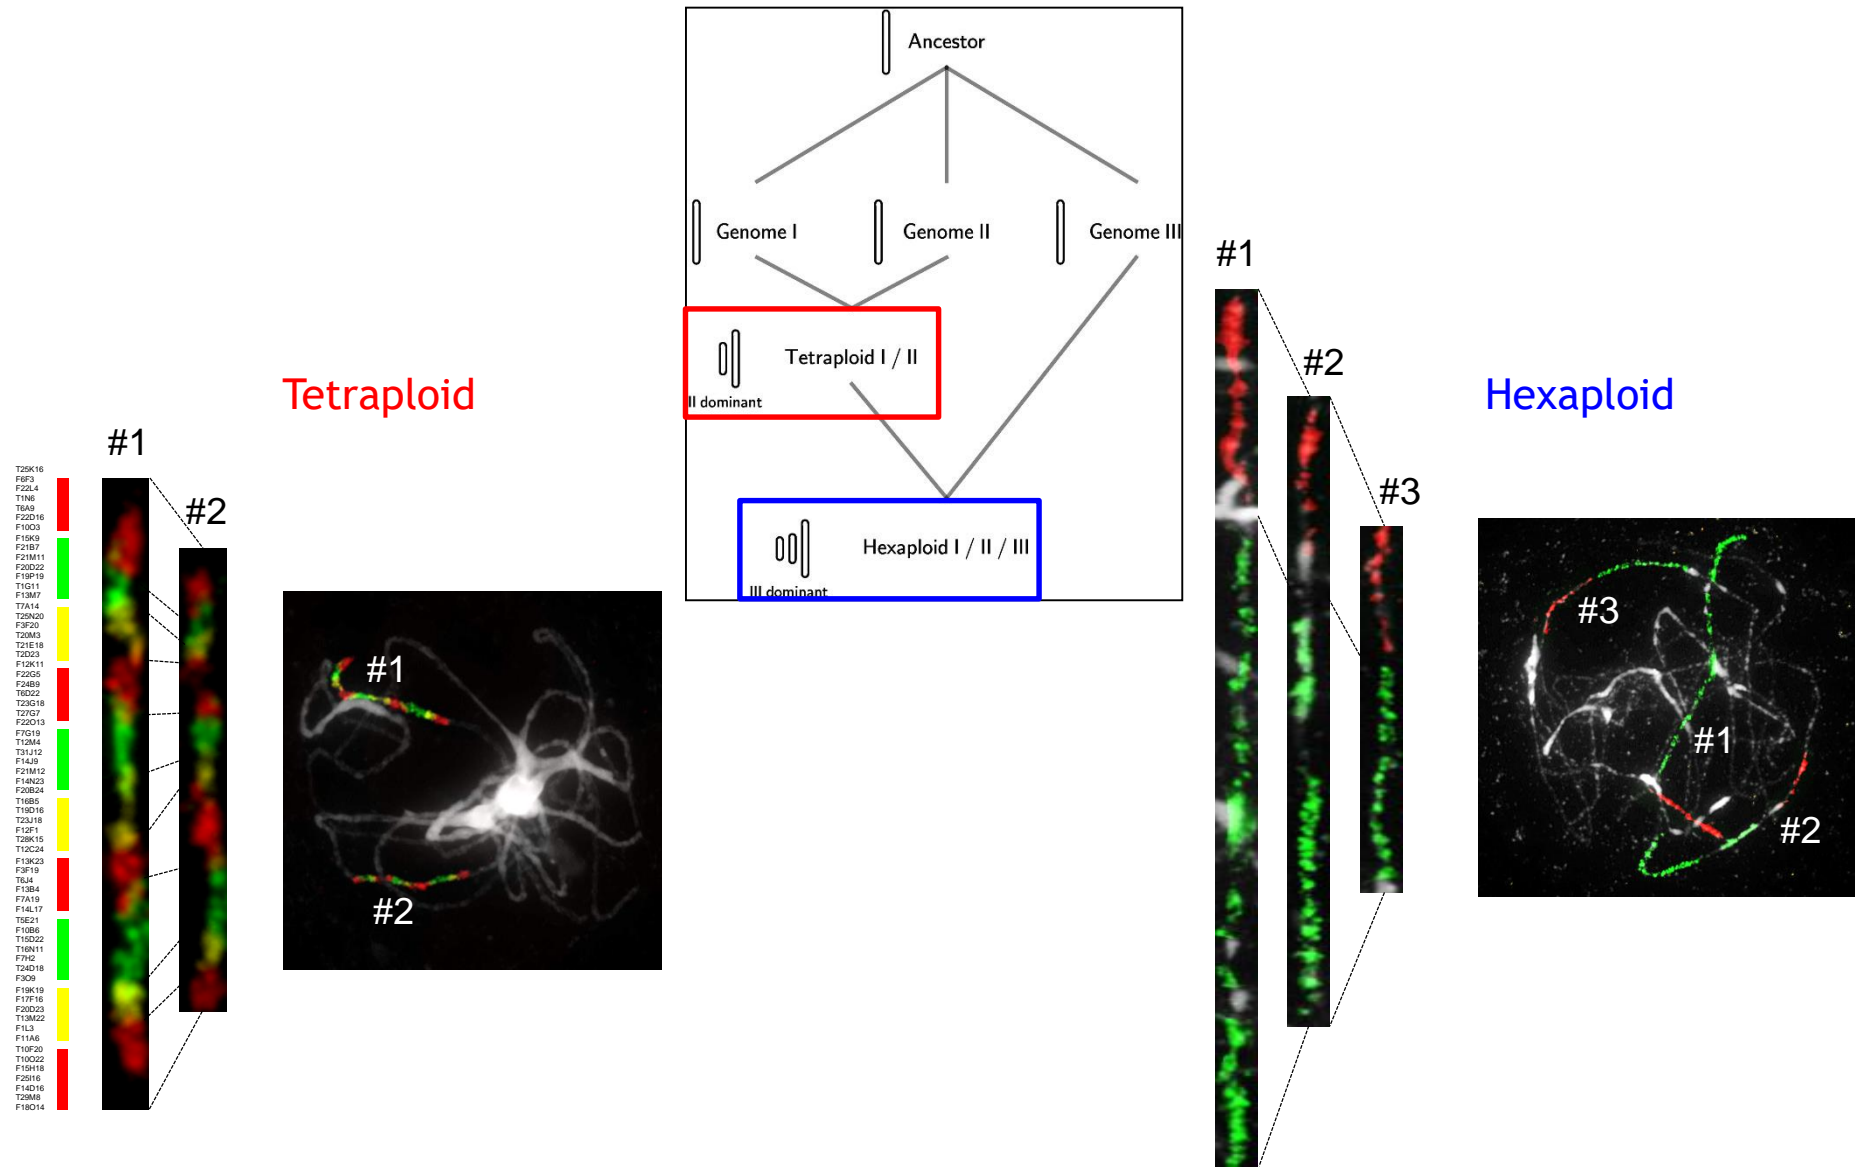 Ancestor
Genome I
Genome II
Genome III
Tetraploid I / II
II dominant
Hexaploid I / II / III
III dominant
Tetraploid
#1
#2
T25K16
F6F3
F22L4
T1N6
T6A9
F22D16
F10O3
F15K9
F21B7
F21M11
F20D22
F19P19
T1G11
F13M7
T7A14
T25N20
F3F20
T20M3
T21E18
T2D23
F12K11
F22G5
F24B9
T6D22
T23G18
T27G7
F22O13
F7G19
T12M4
T31J12
F14J9
F21M12
F14N23
F20B24
T16B5
T19D16
T23J18
F12F1
T28K15
T12C24
F13K23
F3F19
T6J4
F13B4
F7A19
F14L17
T5E21
F10B6
T15D22
T16N11
F7H2
T24D18
F3O9
F19K19
F17F16
F20D23
T13M22
F1L3
F11A6
T10F20
T10O22
F15H18
F25I16
F14D16
T29M8
F18O14
#1
#2
Hexaploid
#1
#2
#3
#3
#1
#2